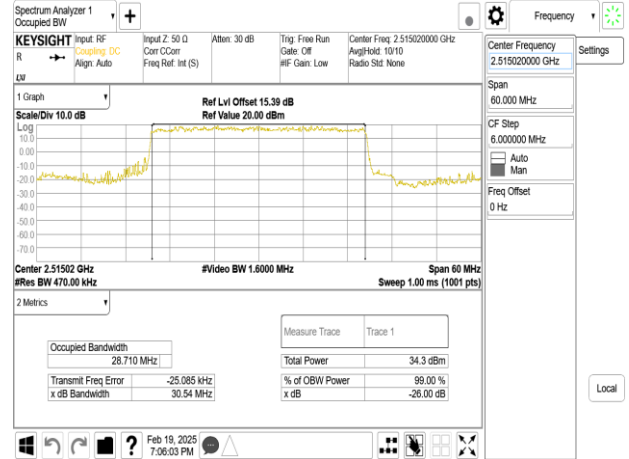 Spectrum Analyzer 1
Occupied BW
Frequency
KEYSIGHT
R
Input: RF
Coupling: DC
Align: Auto
Input Z: 50 Ω
Corr CCorr
Freq Ref: Int (S)
Atten: 30 dB
Trig: Free Run
Gate: Off
#IF Gain: Low
Center Freq: 2.515020000 GHz
Avg|Hold: 10/10
Radio Std: None
Center Frequency
2.515020000 GHz
Settings
Span
60.000 MHz
CF Step
6.000000 MHz
Auto
Man
Freq Offset
0 Hz
Local
1 Graph
Scale/Div 10.0 dB
Ref Lvl Offset 15.39 dB
Ref Value 20.00 dBm
Log
10.0
0.00
-10.0
-20.0
-30.0
-40.0
-50.0
-60.0
-70.0
Center 2.51502 GHz
#Res BW 470.00 kHz
#Video BW 1.6000 MHz
Span 60 MHz
Sweep 1.00 ms (1001 pts)
2 Metrics
Measure Trace
Trace 1
Occupied Bandwidth
28.710 MHz
Total Power
34.3 dBm
Transmit Freq Error
-25.085 kHz
% of OBW Power
99.00 %
x dB Bandwidth
30.54 MHz
x dB
-26.00 dB
?
Feb 19, 2025
7:06:03 PM